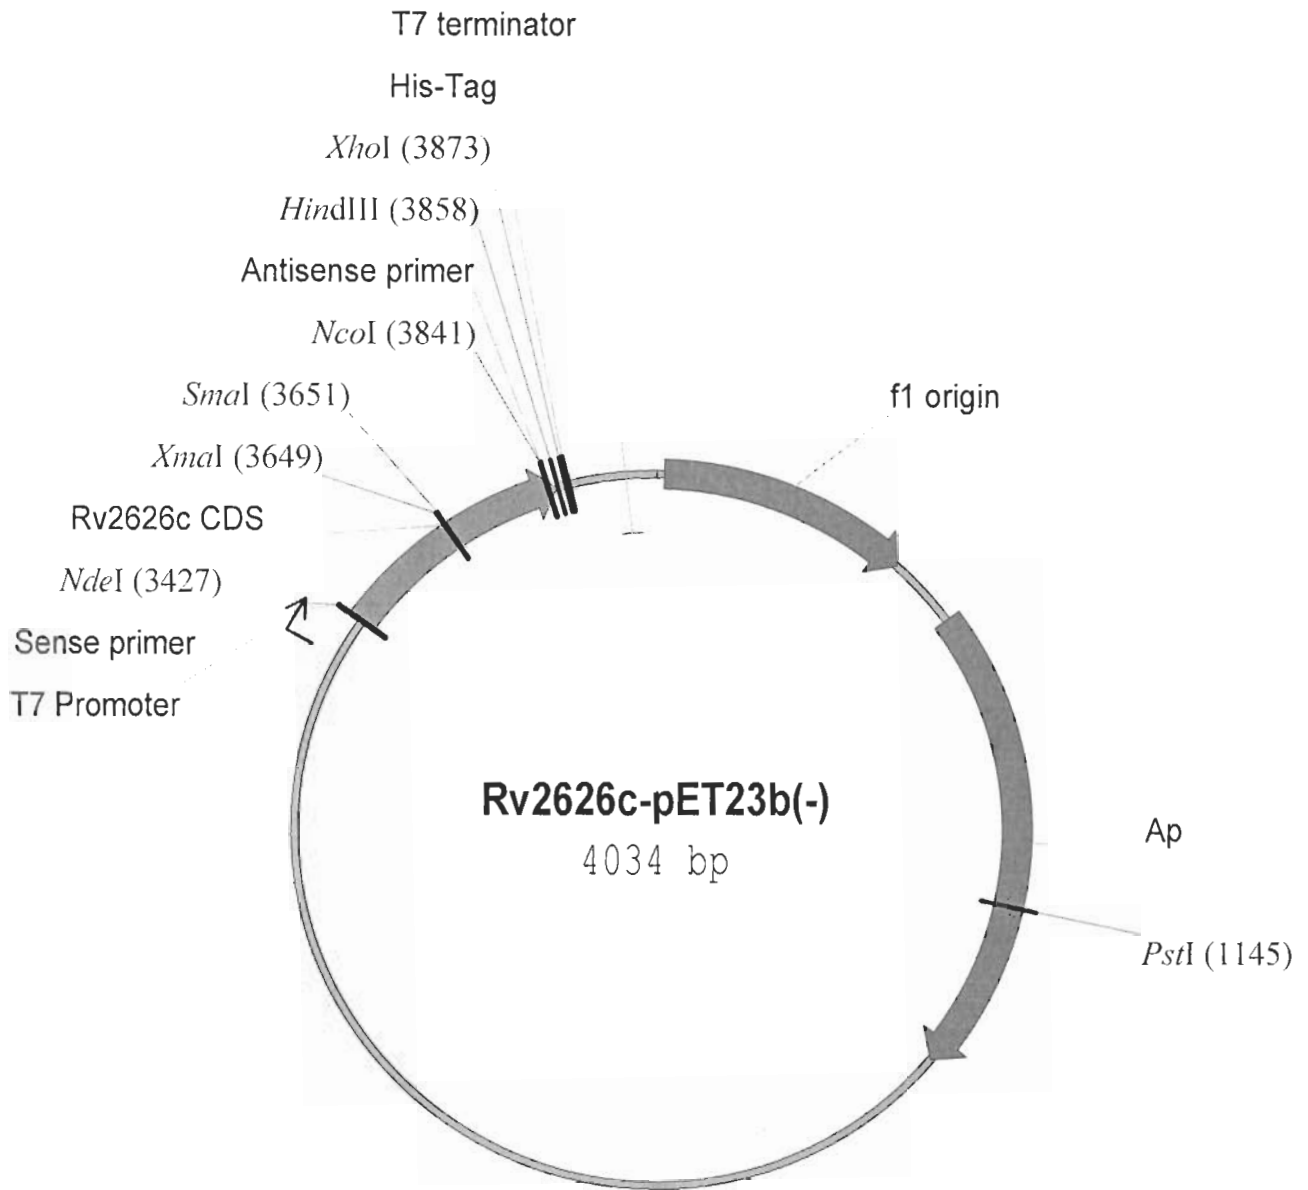 T7 terminator
His-Tag
XhoI (3873)
HindIII (3858)
Antisense primer
NcoI (3841)
SmaI (3651)
f1 origin
XmaI (3649)
Rv2626c CDS
NdeI (3427)
Sense primer
T7 Promoter
Rv2626c-pET23b(-)
4034 bp
Ap
PstI (1145)